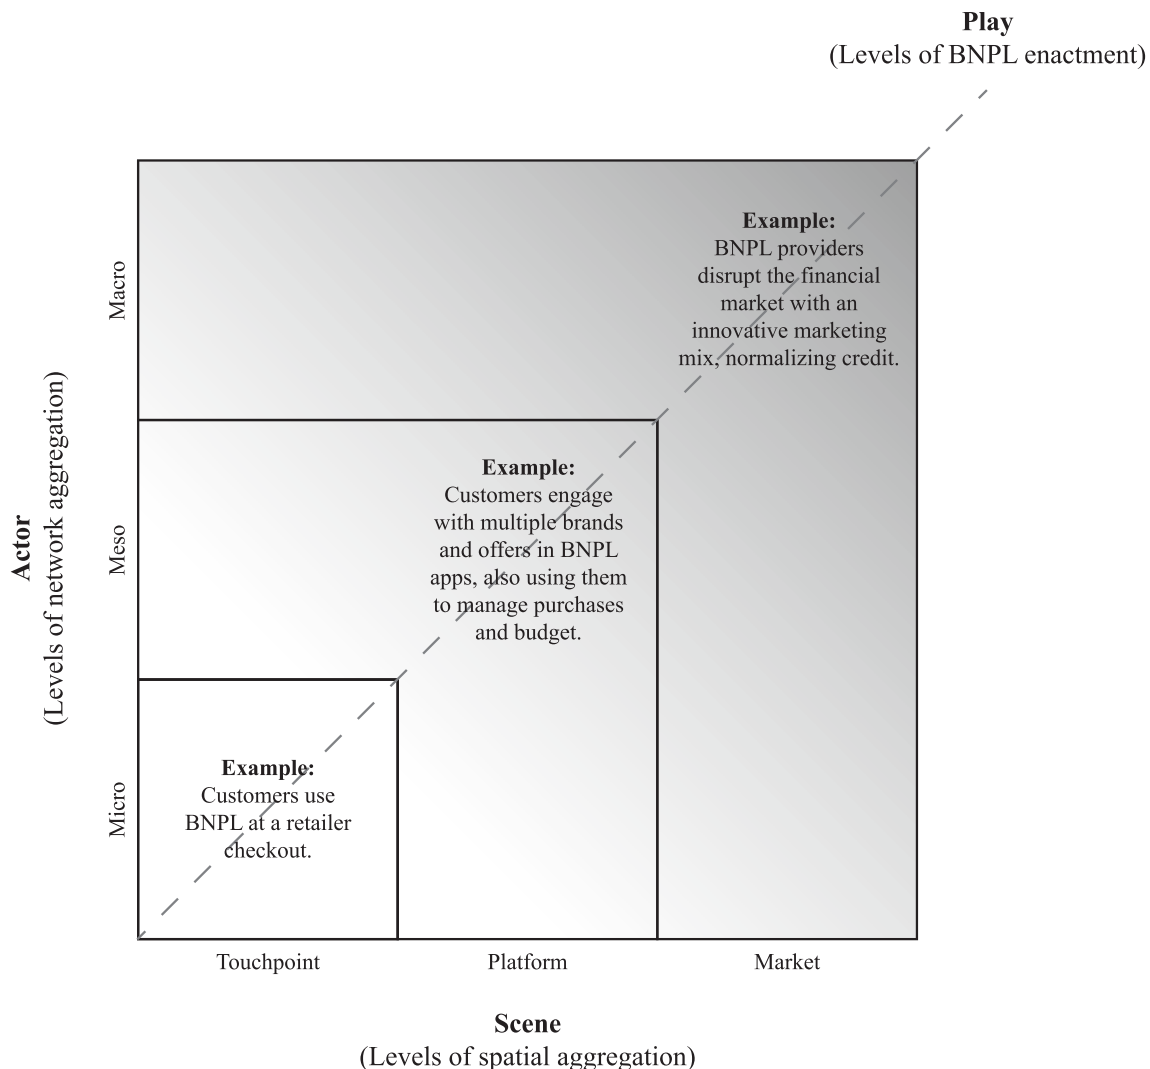 Play
(Levels of BNPL enactment)
Example:
BNPL providers
disrupt the financial
market with an
innovative marketing
mix, normalizing credit.
Macro
Example:
Customers engage
with multiple brands
and offers in BNPL
apps, also using them
to manage purchases
and budget.
Actor
(Levels of network aggregation)
Meso
Example:
Customers use
BNPL at a retailer
checkout.
Micro
Touchpoint
Platform
Market
Scene
(Levels of spatial aggregation)